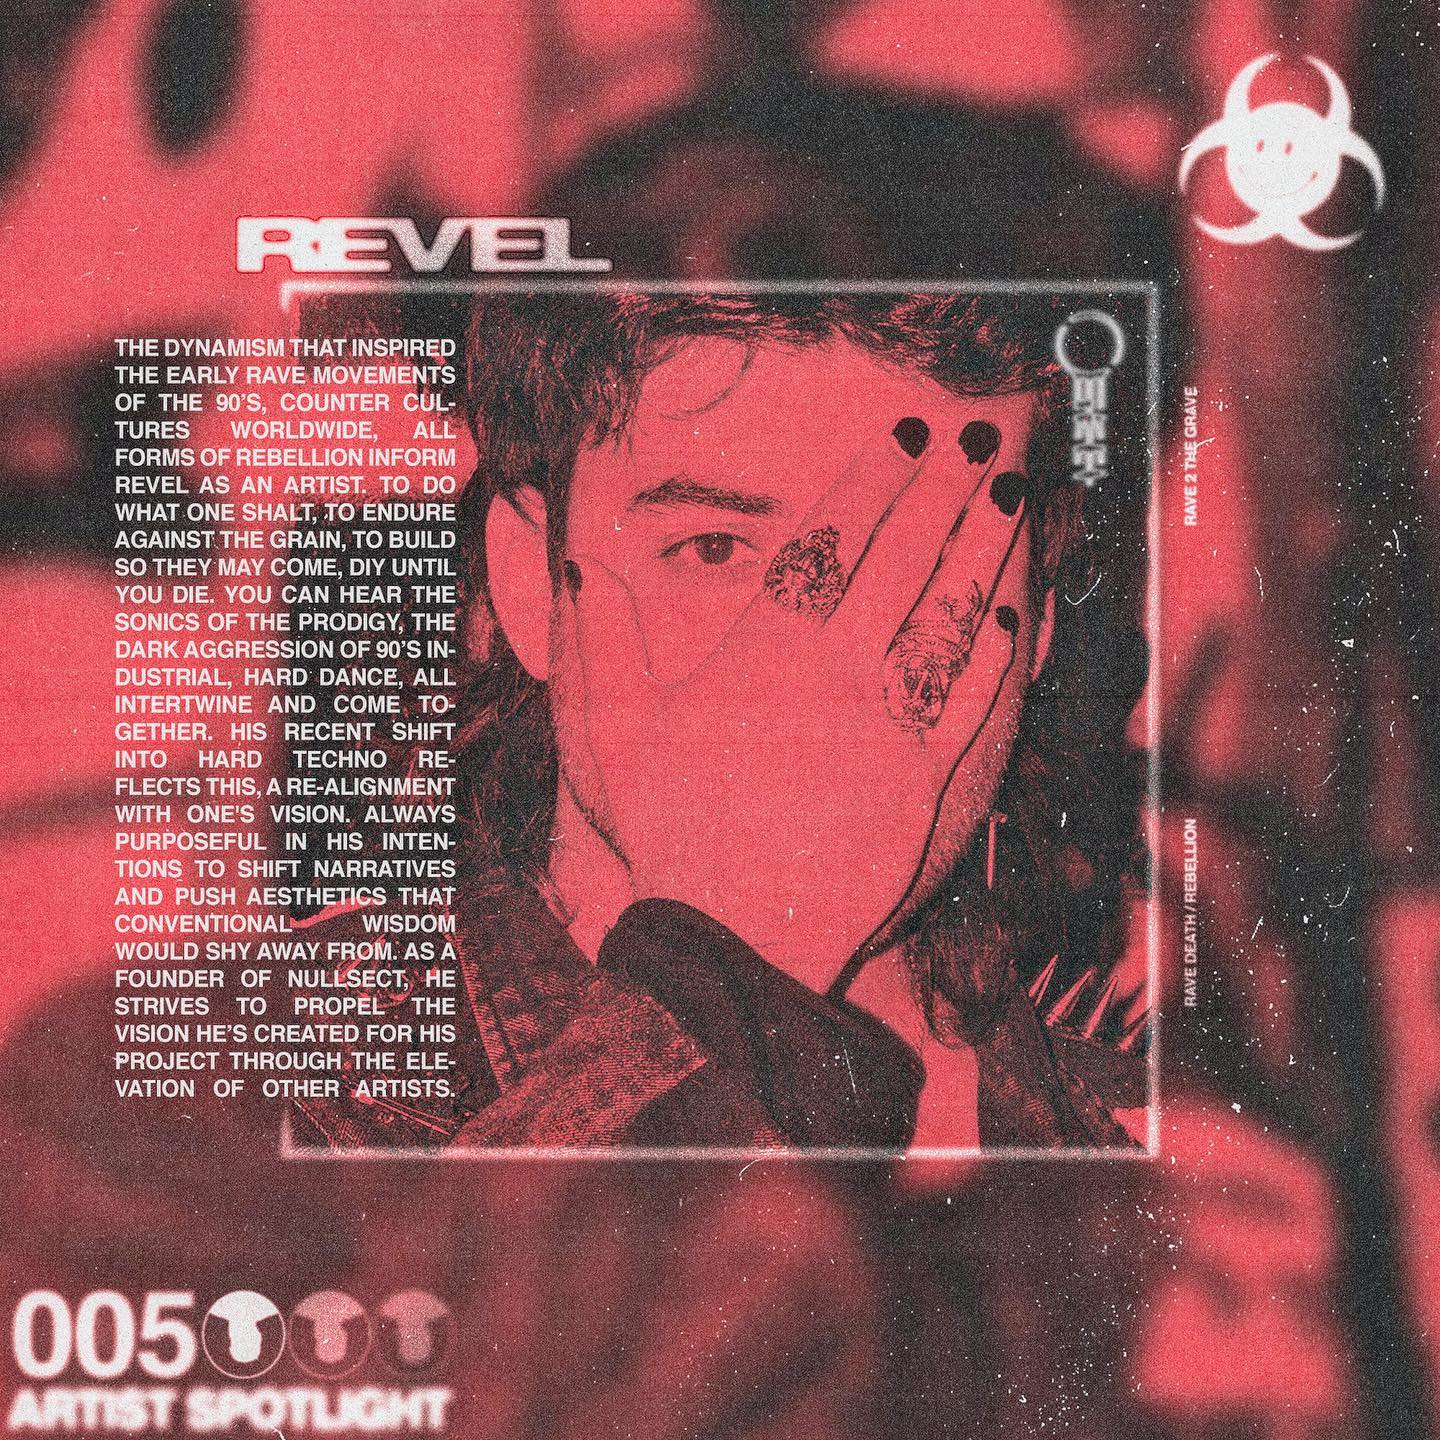 REVEL
THE DYNAMISM THAT INSPIRED
THE EARLY RAVE MOVEMENTS
OF THE 90'S, COUNTER CUL-
TURES WORLDWIDE, ALL
FORMS OF REBELLION INFORM
REVEL AS AN ARTIST. TO DO
WHAT ONE SHALT, TO ENDURE
AGAINST THE GRAIN, TO BUILD
SO THEY MAY COME, DIY UNTIL
YOU DIE. YOU CAN HEAR THE
SONICS OF THE PRODIGY, THE
DARK AGGRESSION OF 90'S IN-
DUSTRIAL, HARD DANCE, ALL
INTERTWINE AND COME TO-
GETHER. HIS RECENT SHIFT
INTO HARD TECHNO RE-
FLECTS THIS, A RE-ALIGNMENT
WITH ONE'S VISION. ALWAYS
PURPOSEFUL IN HIS INTEN-
TIONS TO SHIFT NARRATIVES
AND PUSH AESTHETICS THAT
CONVENTIONAL WISDOM
WOULD SHY AWAY FROM. AS A
FOUNDER OF NULLSECT, HE
STRIVES TO PROPEL THE
VISION HE'S CREATED FOR HIS
PROJECT THROUGH THE ELE-
VATION OF OTHER ARTISTS.
RAVE 2 THE GRAVE
RAVE DEATH / REBELLION
005
ARTIST SPOTLIGHT